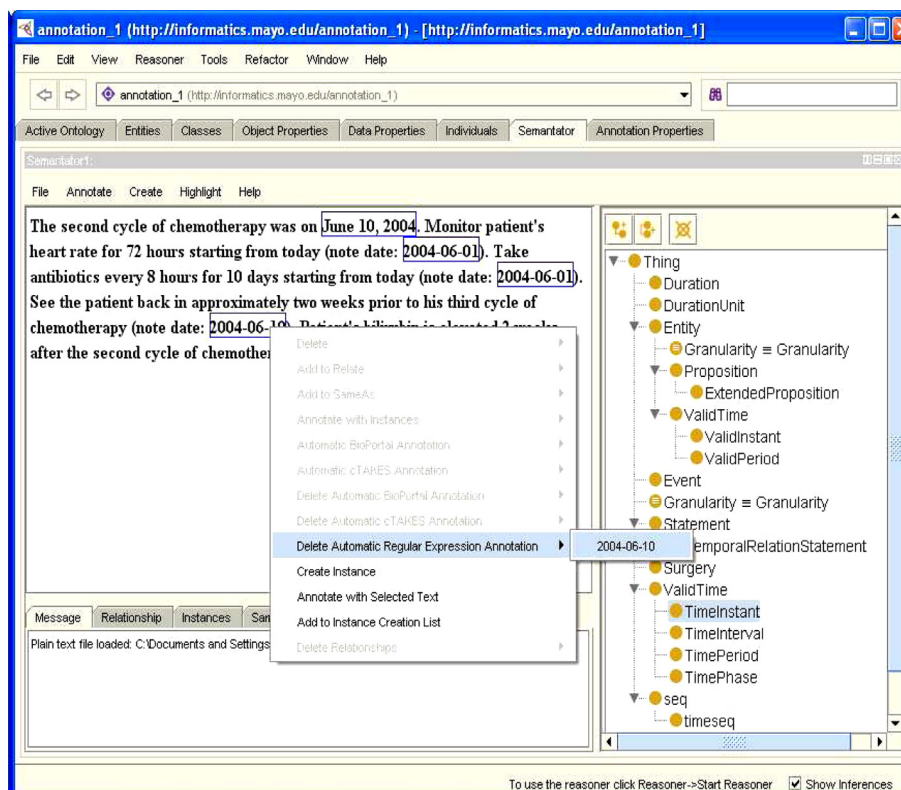 annotation_1 (http://informatics.mayo.edu/annotation_1) - [http://informatics.mayo.edu/annotation_1]
File Edit View Reasoner Tools Refactor Window Help
annotation_1 (http://informatics.mayo.edu/annotation_1)
Active Ontology Entities Classes Object Properties Data Properties Individuals Semantator Annotation Properties
Semantator1:
File Annotate Create Highlight Help
The second cycle of chemotherapy was on June 10, 2004. Monitor patient's
heart rate for 72 hours starting from today (note date: 2004-06-01). Take
antibiotics every 8 hours for 10 days starting from today (note date: 2004-06-01).
See the patient back in approximately two weeks prior to his third cycle of
chemotherapy (note date: 2004-06-10). Patient's bilirubin is elevated 2 weeks
after the second cycle of chemother
Delete
Add to Relate
Add to SameAs
Annotate with Instances
Automatic BioPortal Annotation
Automatic cTAKES Annotation
Delete Automatic BioPortal Annotation
Delete Automatic cTAKES Annotation
Delete Automatic Regular Expression Annotation
2004-06-10
Create Instance
Annotate with Selected Text
Add to Instance Creation List
Delete Relationships
Thing
Duration
DurationUnit
Entity
Granularity ≡ Granularity
Proposition
ExtendedProposition
ValidTime
ValidInstant
ValidPeriod
Event
Granularity ≡ Granularity
Statement
emporalRelationStatement
Surgery
ValidTime
TimeInstant
TimeInterval
TimePeriod
TimePhase
seq
timeseq
Message Relationship Instances Sam
Plain text file loaded: C:\Documents and Settings
To use the reasoner click Reasoner->Start Reasoner Show Inferences